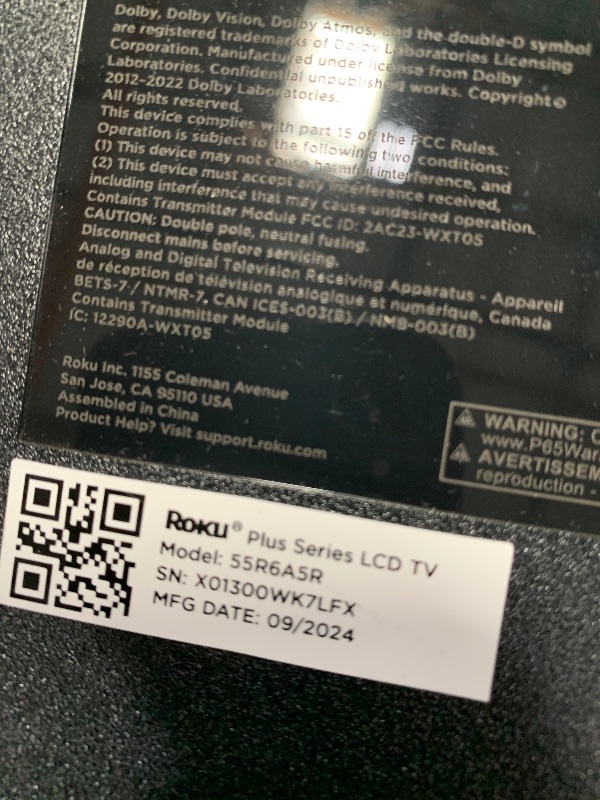 Dolby, Dolby Vision, Dolby Atmos, and the double-D symbol
are registered trademarks of Dolby Laboratories Licensing
Corporation. Manufactured under license from Dolby
Laboratories. Confidential unpublished works. Copyright ©
2012-2022 Dolby Laboratories.
All rights reserved.
This device complies with part 15 of the FCC Rules.
Operation is subject to the following two conditions:
(1) This device may not cause harmful interference, and
(2) This device must accept any interference received,
including interference that may cause undesired operation.
Contains Transmitter Module FCC ID: 2AC23-WXT05
CAUTION: Double pole, neutral fusing.
Disconnect mains before servicing.
Analog and Digital Television Receiving Apparatus - Appareil
de réception de télévision analogique et numérique, Canada
BETS-7 / NTMR-7, CAN ICES-003(B) / NMB-003(B)
Contains Transmitter Module
IC: 12290A-WXT05
Roku Inc. 1155 Coleman Avenue
San Jose, CA 95110 USA
Assembled in China
Product Help? Visit support.roku.com
WARNING: C
www.P65War
AVERTISSEM
reproduction -
Roku® Plus Series LCD TV
Model: 55R6A5R
SN: X01300WK7LFX
MFG DATE: 09/2024